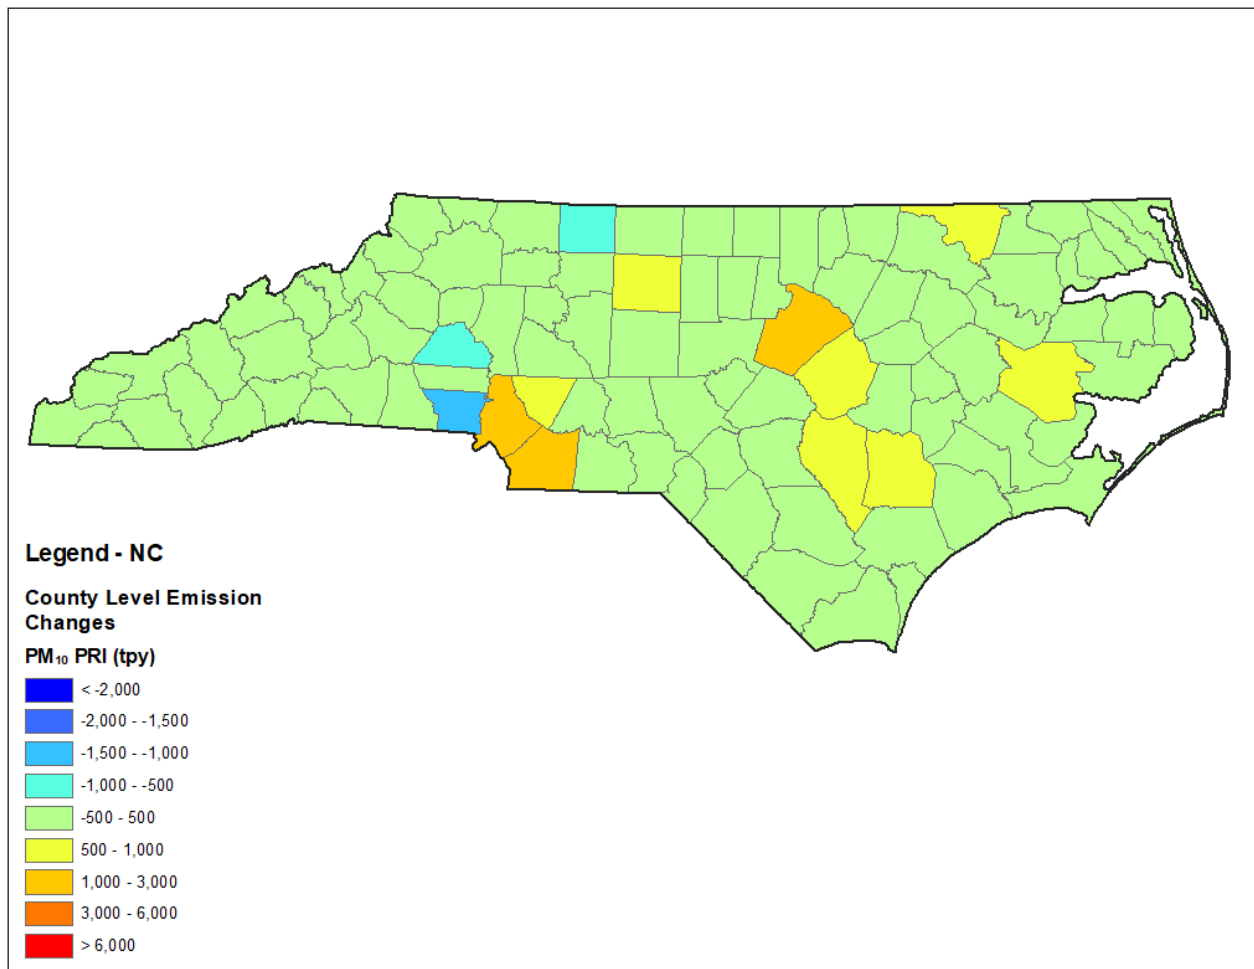 Legend - NC
County Level Emission
Changes
PM₁₀ PRI (tpy)
< -2,000
-2,000 - -1,500
-1,500 - -1,000
-1,000 - -500
-500 - 500
500 - 1,000
1,000 - 3,000
3,000 - 6,000
> 6,000